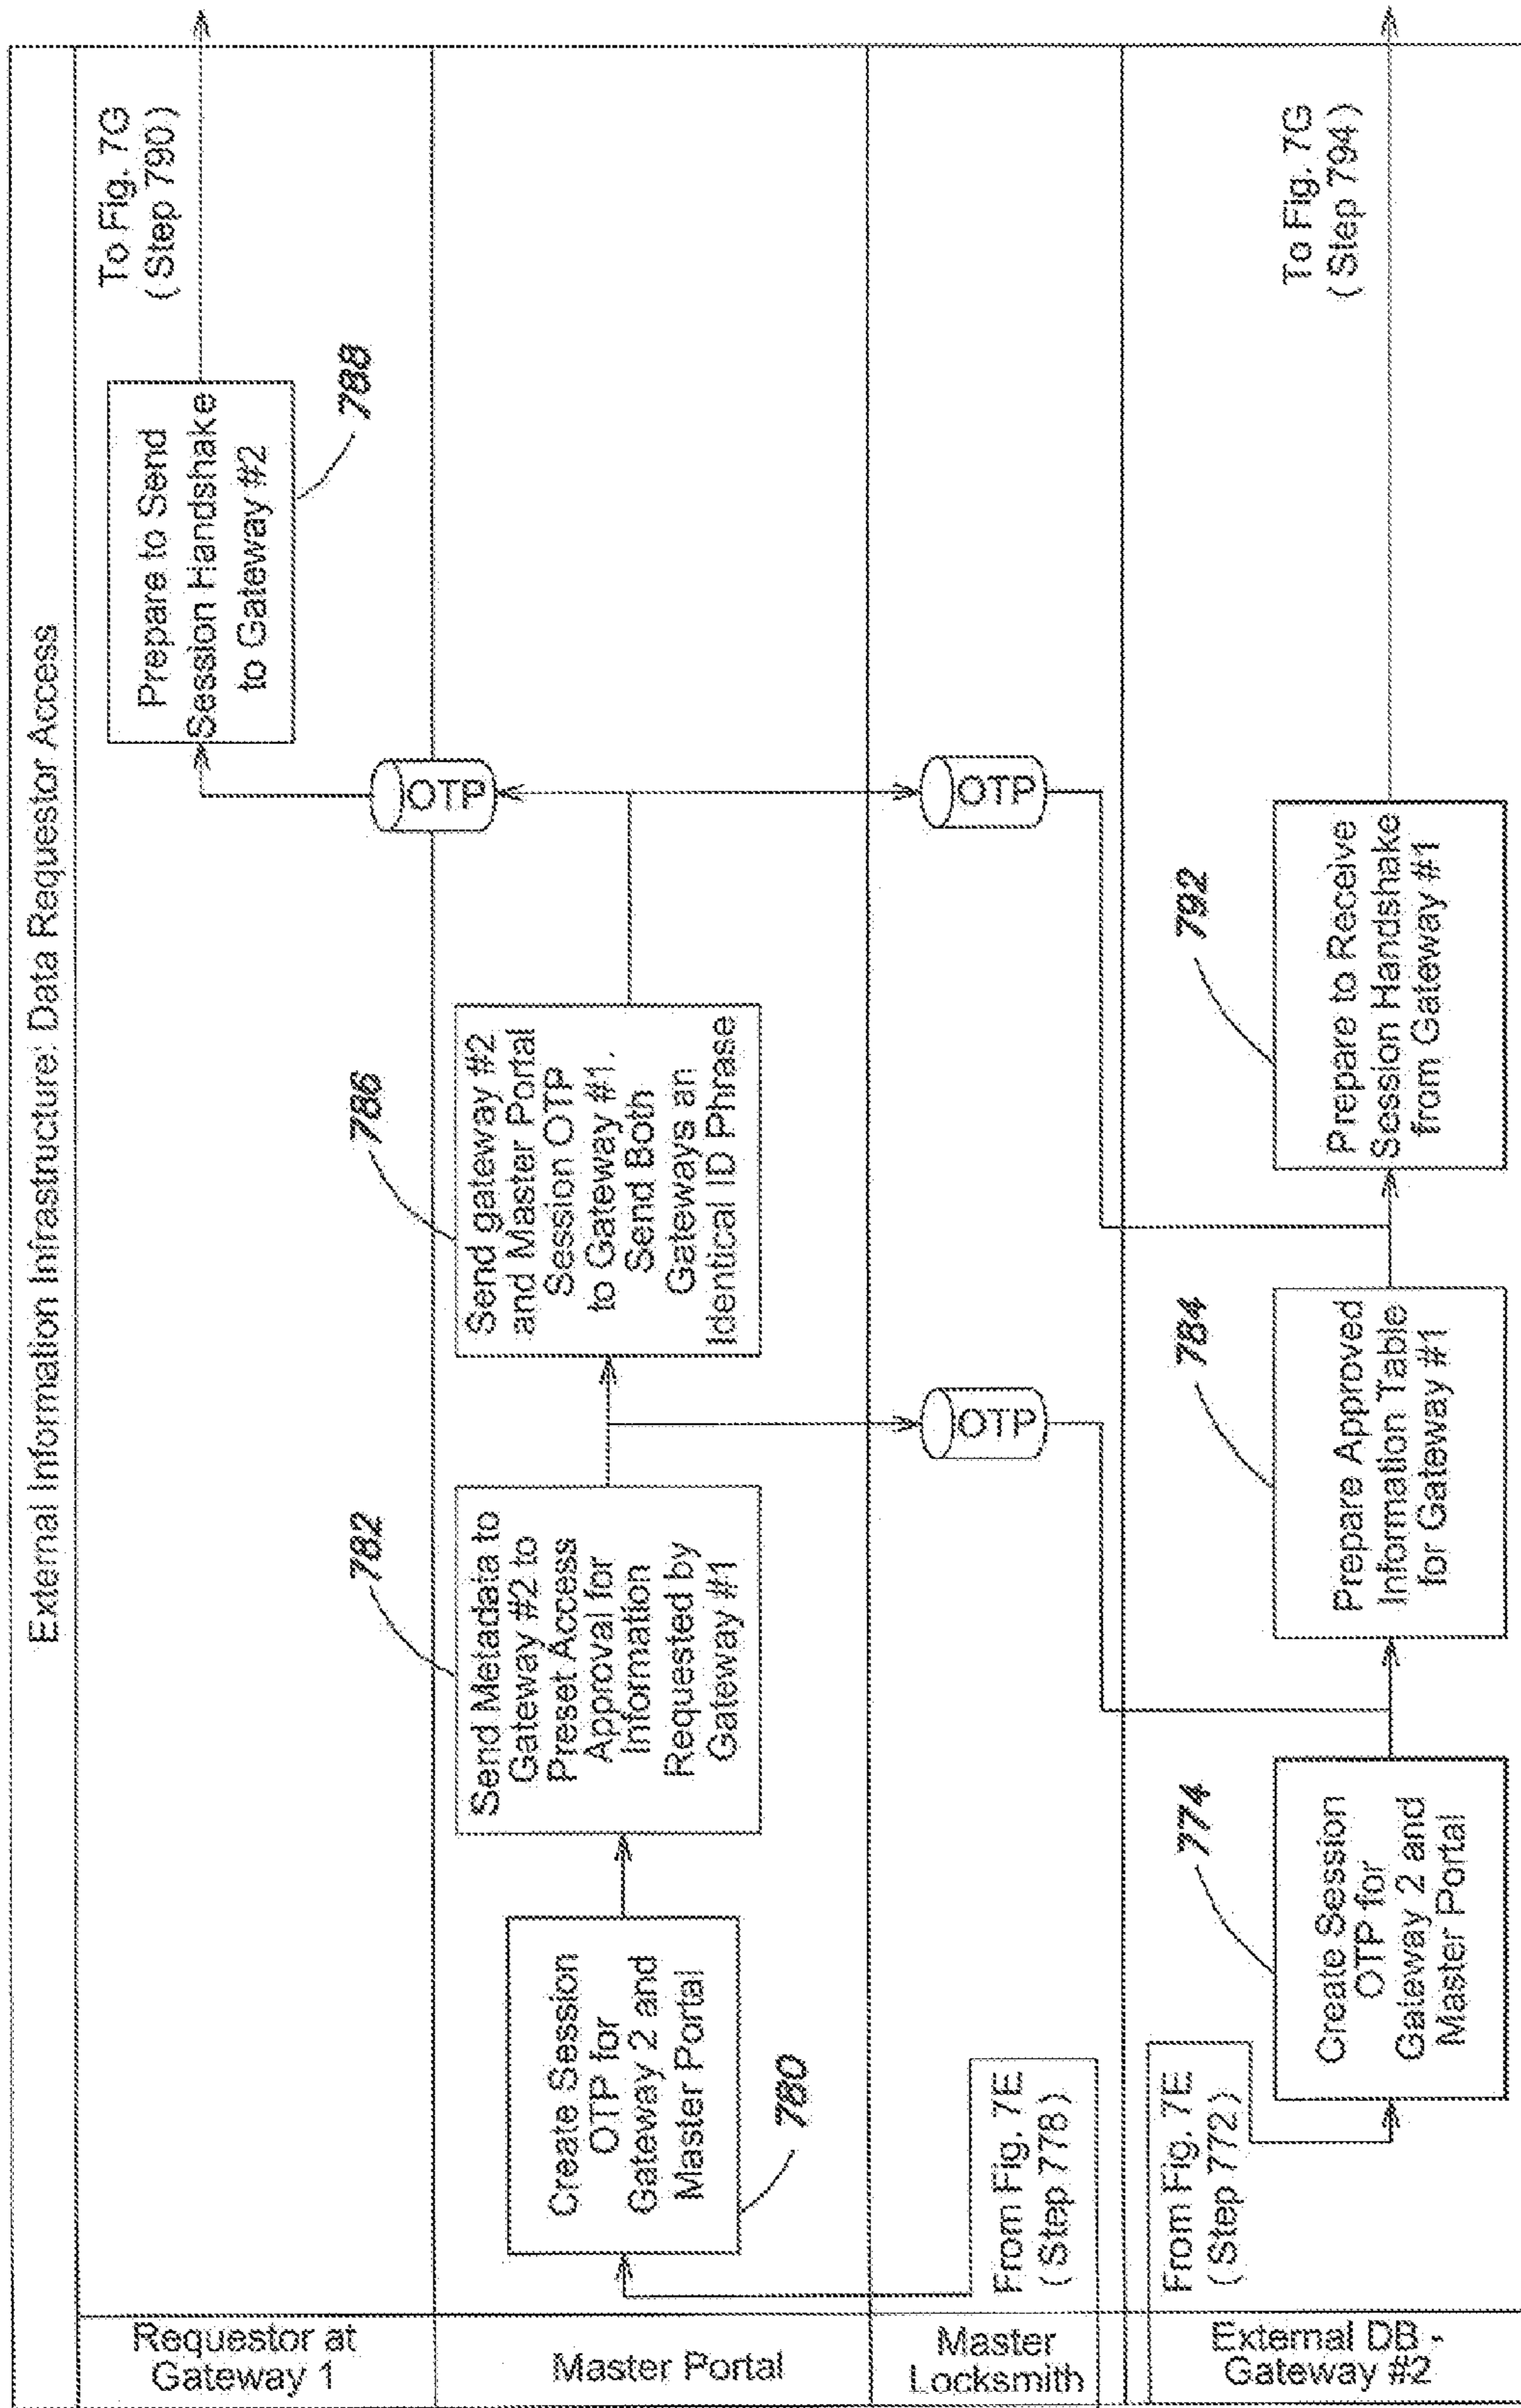 External Information Infrastructure: Data Requestor Access
Requestor at
Gateway 1
Prepare to Send
Session Handshake
to Gateway #2
788
To Fig. 7G
( Step 790 )
OTP
Master Portal
Create Session
OTP for
Gateway 2 and
Master Portal
780
Send Metadata to
Gateway #2 to
Preset Access
Approval for
Information
Requested by
Gateway #1
782
Send gateway #2
and Master Portal
Session OTP
to Gateway #1.
Send Both
Gateways an
Identical ID Phrase
786
Master
Locksmith
From Fig. 7E
( Step 778 )
OTP
OTP
External DB -
Gateway #2
From Fig. 7E
( Step 772 )
Create Session
OTP for
Gateway 2 and
Master Portal
774
Prepare Approved
Information Table
for Gateway #1
784
Prepare to Receive
Session Handshake
from Gateway #1
792
To Fig. 7G
( Step 794 )